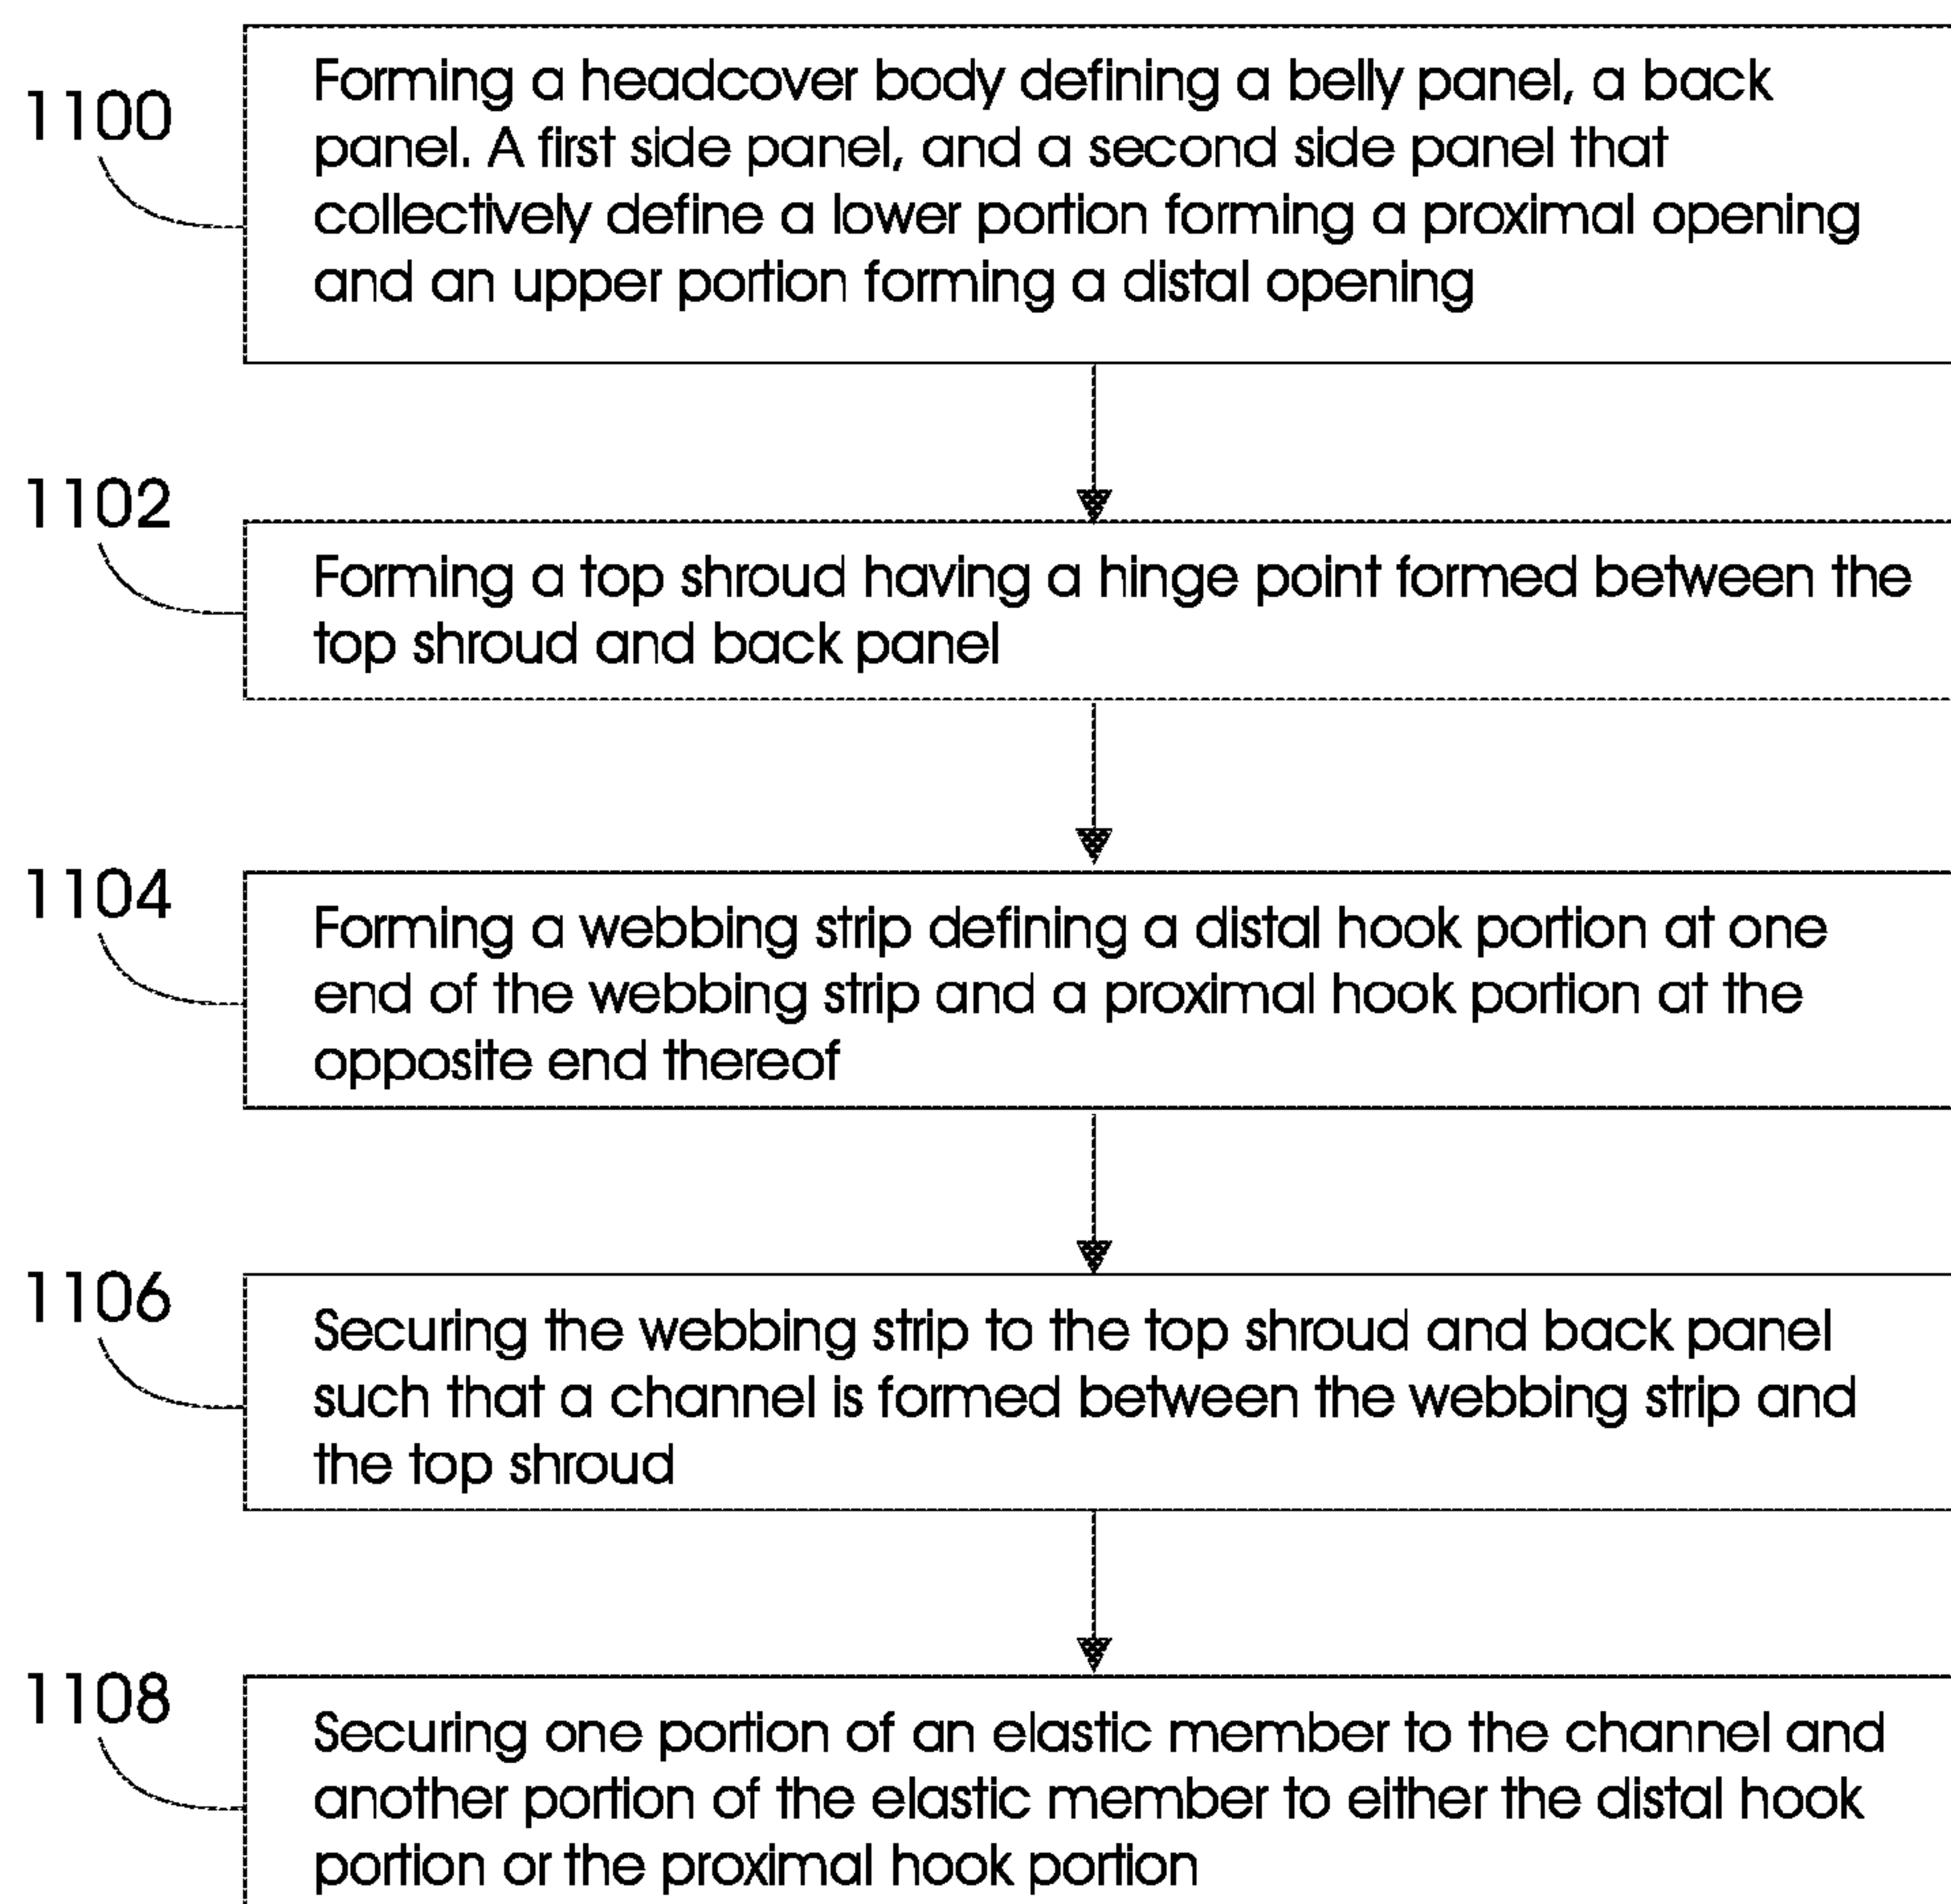 1100
Forming a headcover body defining a belly panel, a back
panel. A first side panel, and a second side panel that
collectively define a lower portion forming a proximal opening
and an upper portion forming a distal opening
1102
Forming a top shroud having a hinge point formed between the
top shroud and back panel
1104
Forming a webbing strip defining a distal hook portion at one
end of the webbing strip and a proximal hook portion at the
opposite end thereof
1106
Securing the webbing strip to the top shroud and back panel
such that a channel is formed between the webbing strip and
the top shroud
1108
Securing one portion of an elastic member to the channel and
another portion of the elastic member to either the distal hook
portion or the proximal hook portion